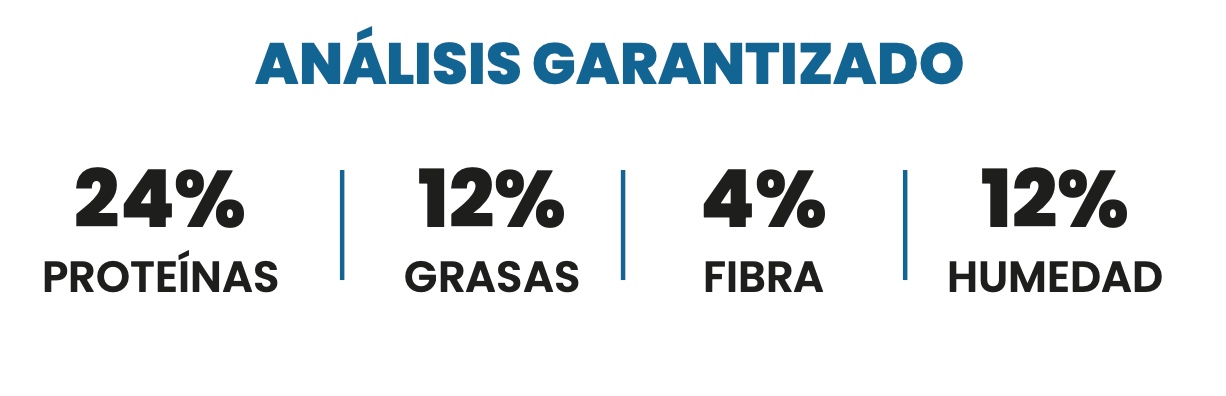 ANÁLISIS GARANTIZADO
24% 12% 4% 12%
PROTEÍNAS GRASAS FIBRA HUMEDAD